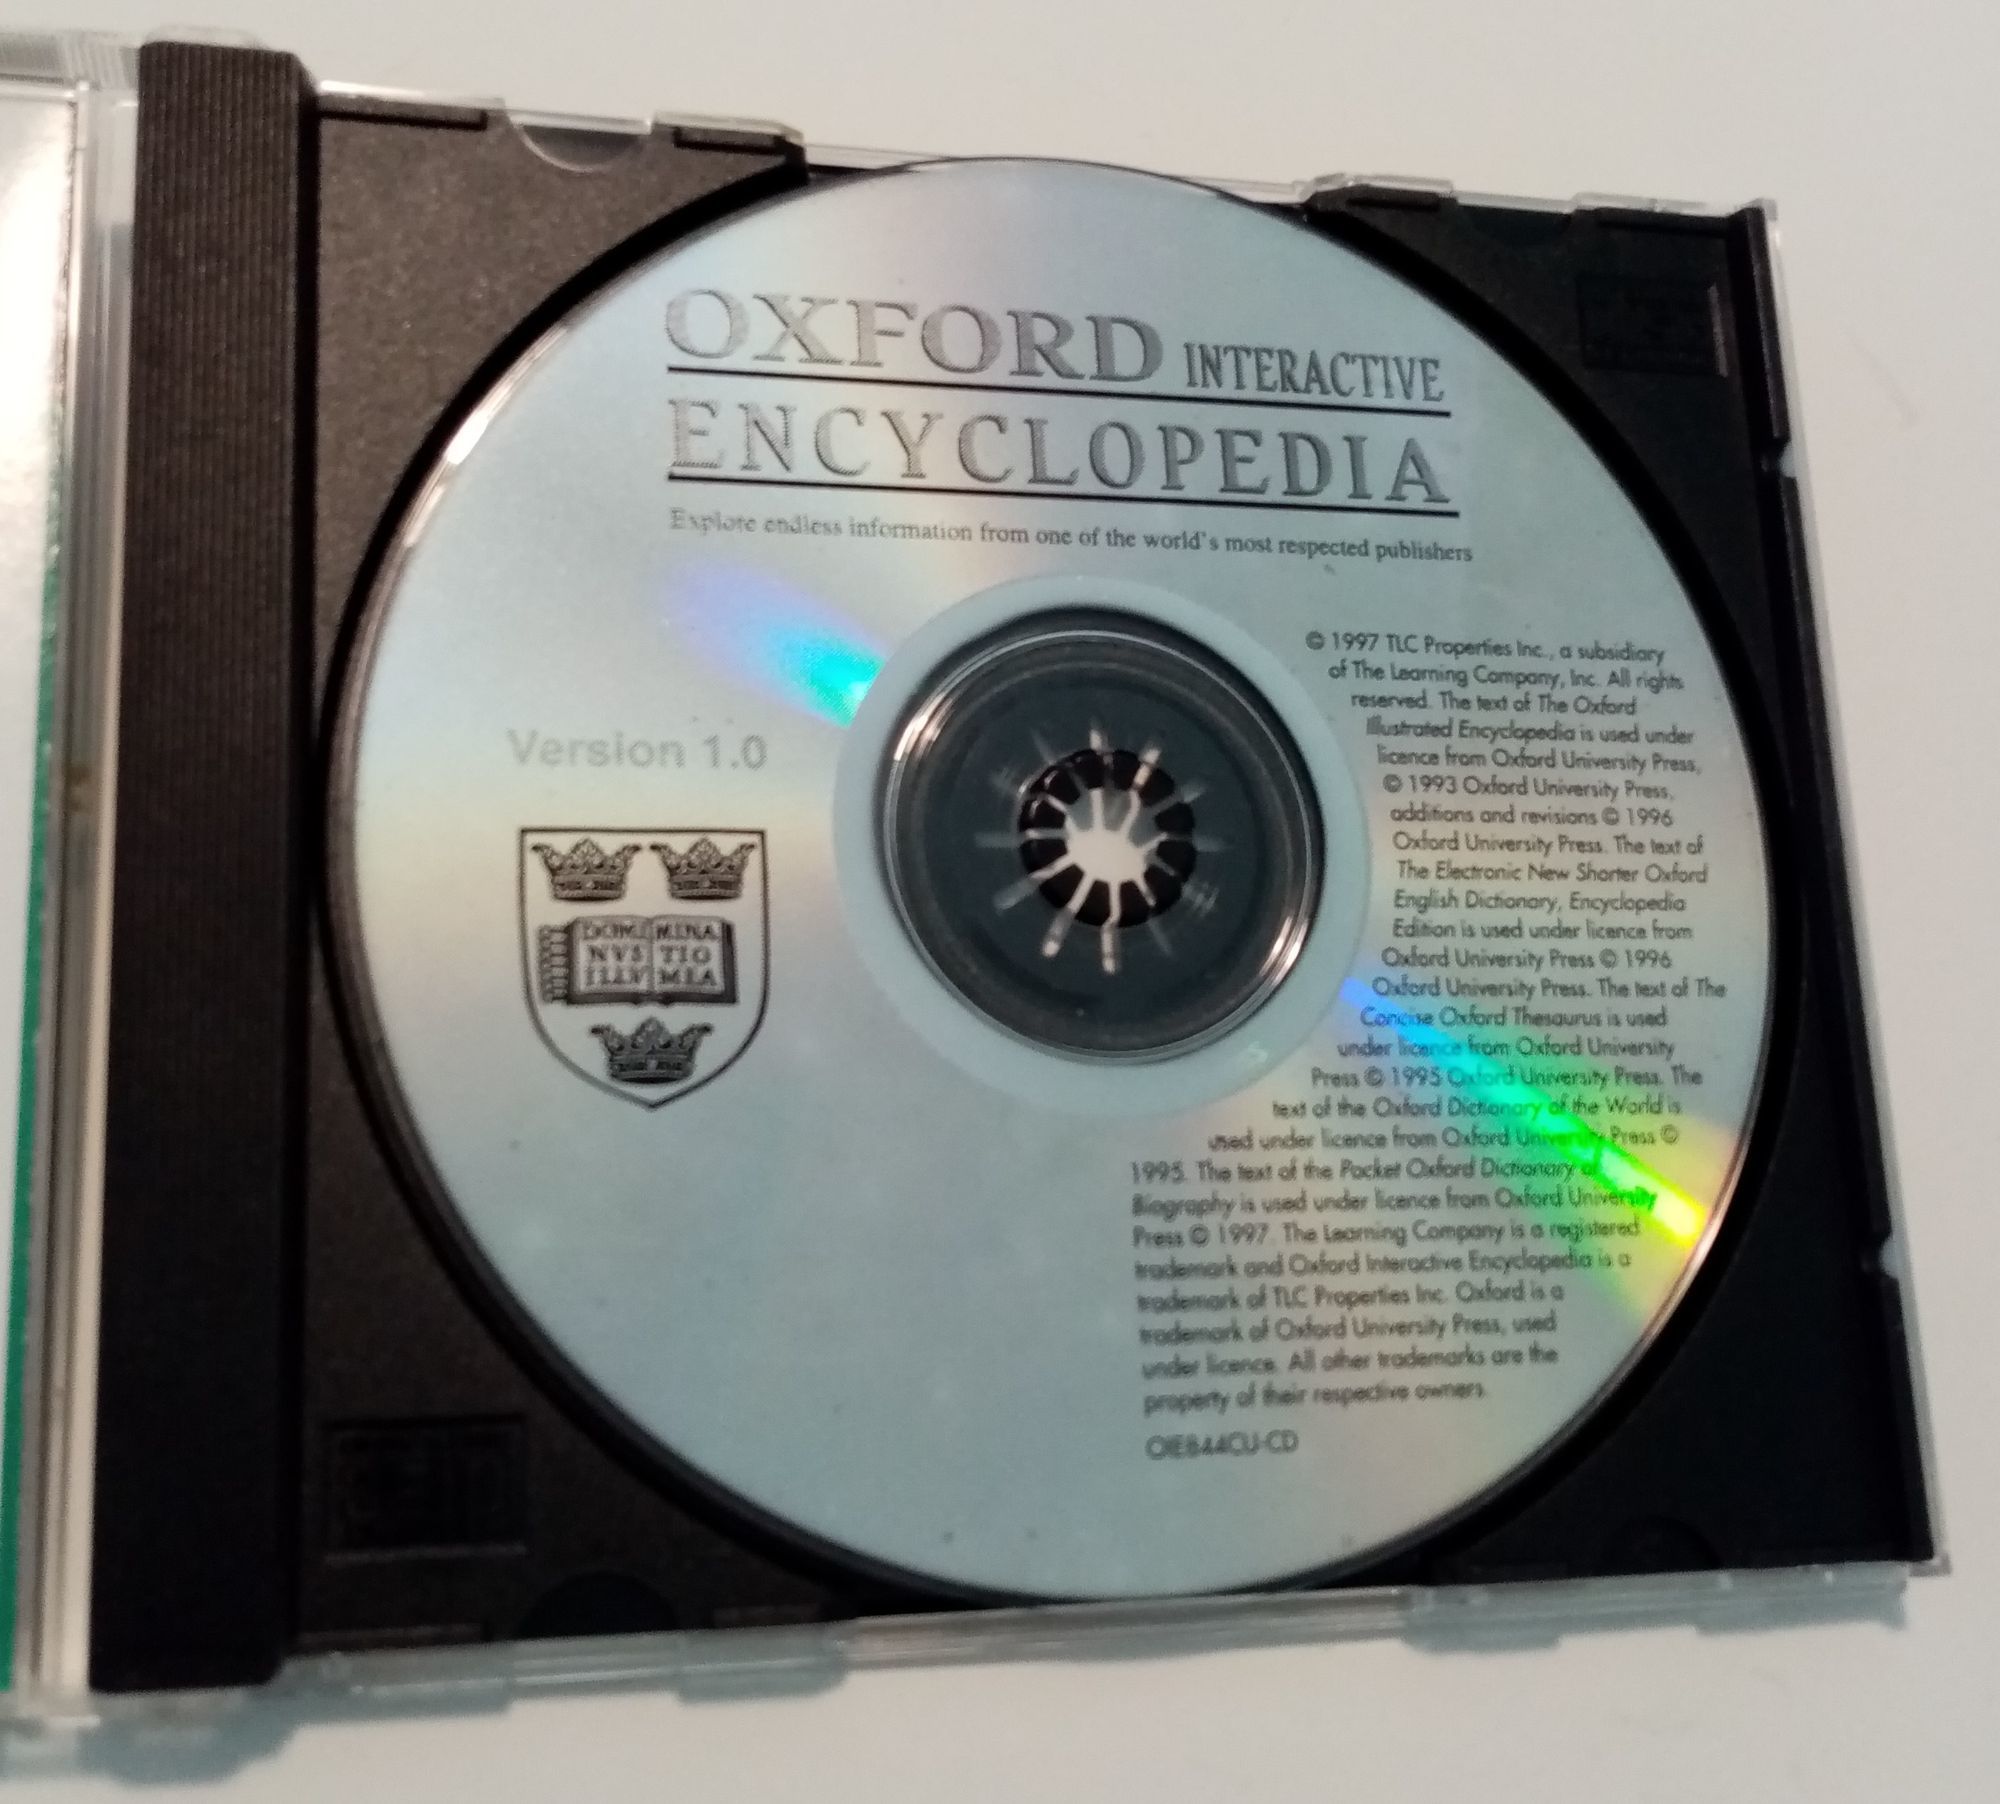 OXFORD INTERACTIVE
ENCYCLOPEDIA
Explore endless information from one of the world's most respected publishers
Version 1.0
DOMI MINA
NVS TIO
ILLV MEA
© 1997 TLC Properties Inc., a subsidiary
of The Learning Company, Inc. All rights
reserved. The text of The Oxford
Illustrated Encyclopedia is used under
licence from Oxford University Press,
© 1993 Oxford University Press,
additions and revisions © 1996
Oxford University Press. The text of
The Electronic New Shorter Oxford
English Dictionary, Encyclopedia
Edition is used under licence from
Oxford University Press © 1996
Oxford University Press. The text of The
Concise Oxford Thesaurus is used
under licence from Oxford University
Press © 1995 Oxford University Press. The
text of the Oxford Dictionary of the World is
used under licence from Oxford University Press ©
1995. The text of the Pocket Oxford Dictionary of
Biography is used under licence from Oxford University
Press © 1997. The Learning Company is a registered
trademark and Oxford Interactive Encyclopedia is a
trademark of TLC Properties Inc. Oxford is a
trademark of Oxford University Press, used
under licence. All other trademarks are the
property of their respective owners.
OIE844CU-CD